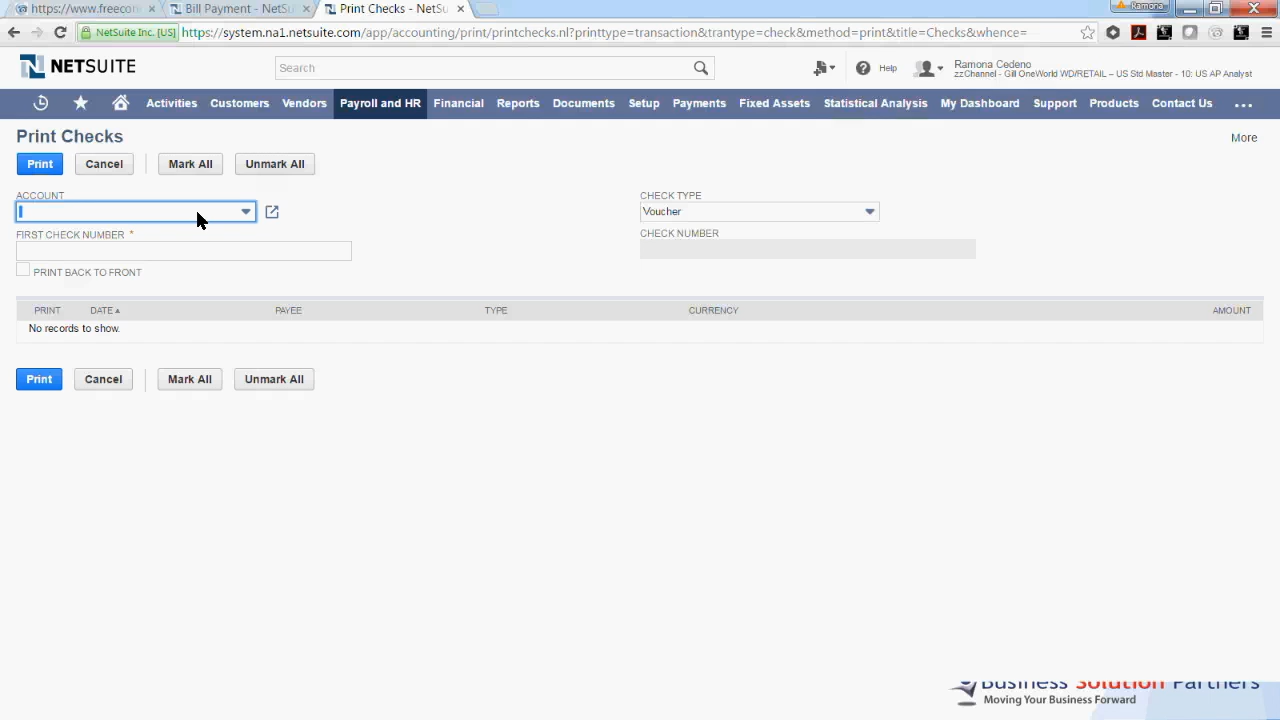 https://www.freecon
Bill Payment - NetSu
Print Checks - NetSu
Ramona
NetSuite Inc. [US]
https://system.na1.netsuite.com/app/accounting/print/printchecks.nl?printtype=transaction&trantype=check&method=print&title=Checks&whence=
NETSUITE
Search
Help
Ramona Cedeno
zzChannel - Gill OneWorld WD/RETAIL – US Std Master - 10: US AP Analyst
Activities Customers Vendors Payroll and HR Financial Reports Documents Setup Payments Fixed Assets Statistical Analysis My Dashboard Support Products Contact Us ...
Print Checks
More
Print Cancel Mark All Unmark All
ACCOUNT
CHECK TYPE
Voucher
FIRST CHECK NUMBER *
CHECK NUMBER
PRINT BACK TO FRONT
PRINT DATE▲ PAYEE TYPE CURRENCY AMOUNT
No records to show.
Print Cancel Mark All Unmark All
Business Solution Partners
Moving Your Business Forward